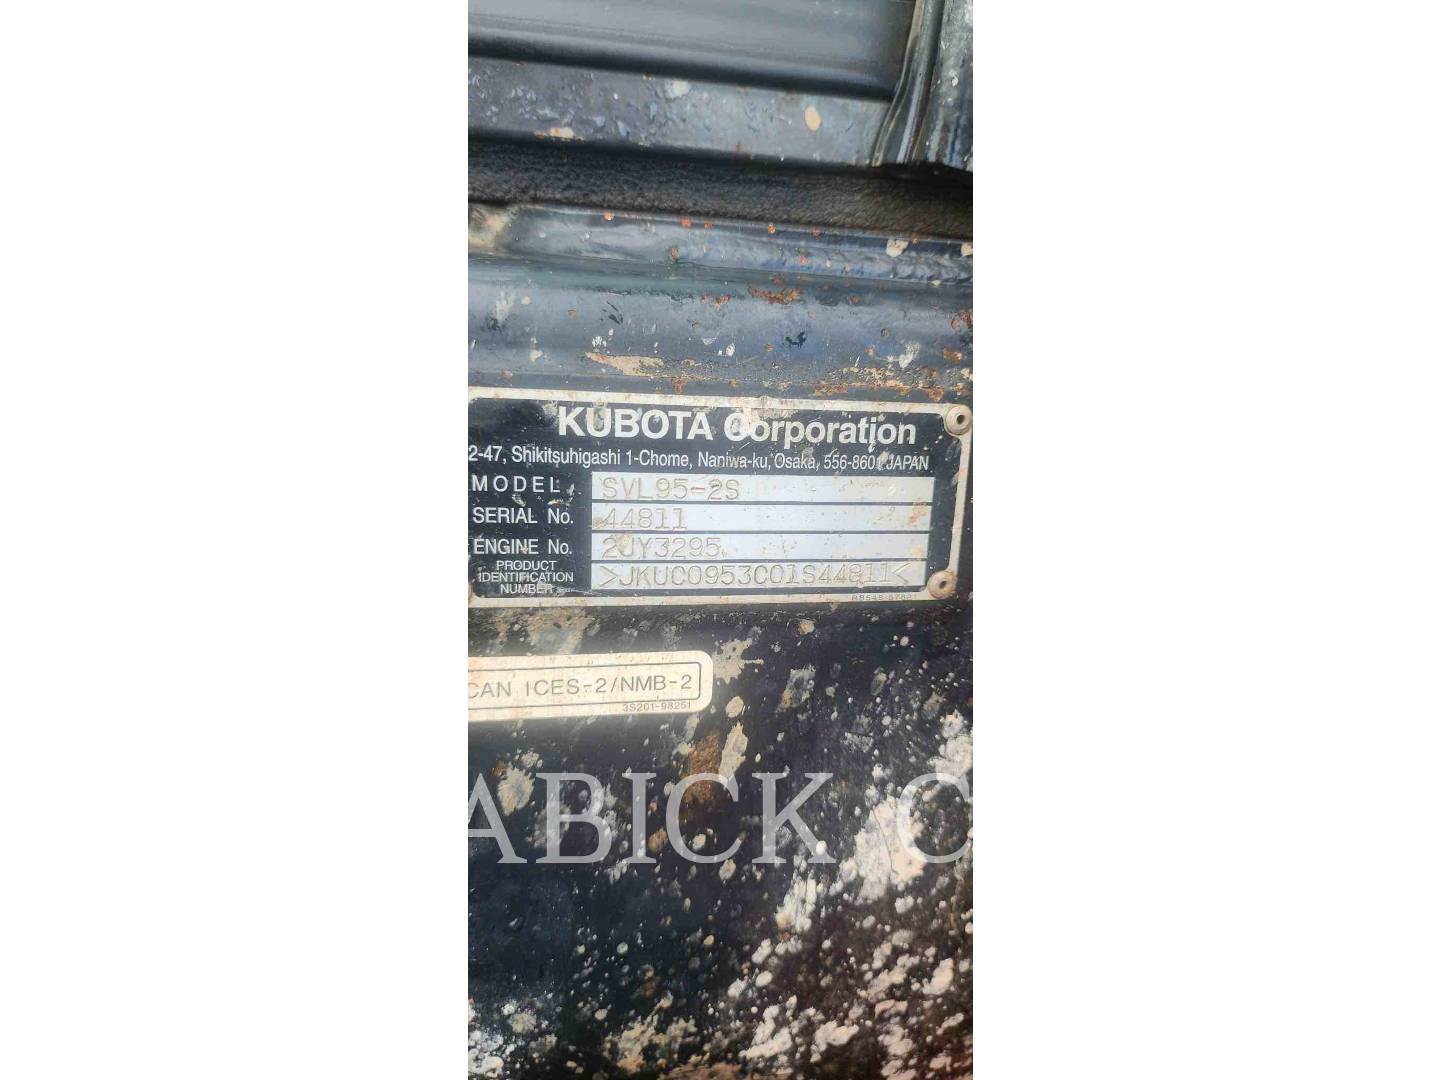 KUBOTA Corporation
2-47, Shikitsuhigashi 1-Chome, Naniwa-ku, Osaka, 556-8601 JAPAN
MODEL SVL95-2S
SERIAL No. 44811
ENGINE No. 2JY3295
PRODUCT IDENTIFICATION NUMBER >JKUC0953C01S44811<
CAN ICES-2/NMB-2
3S201-98251
ABICK C